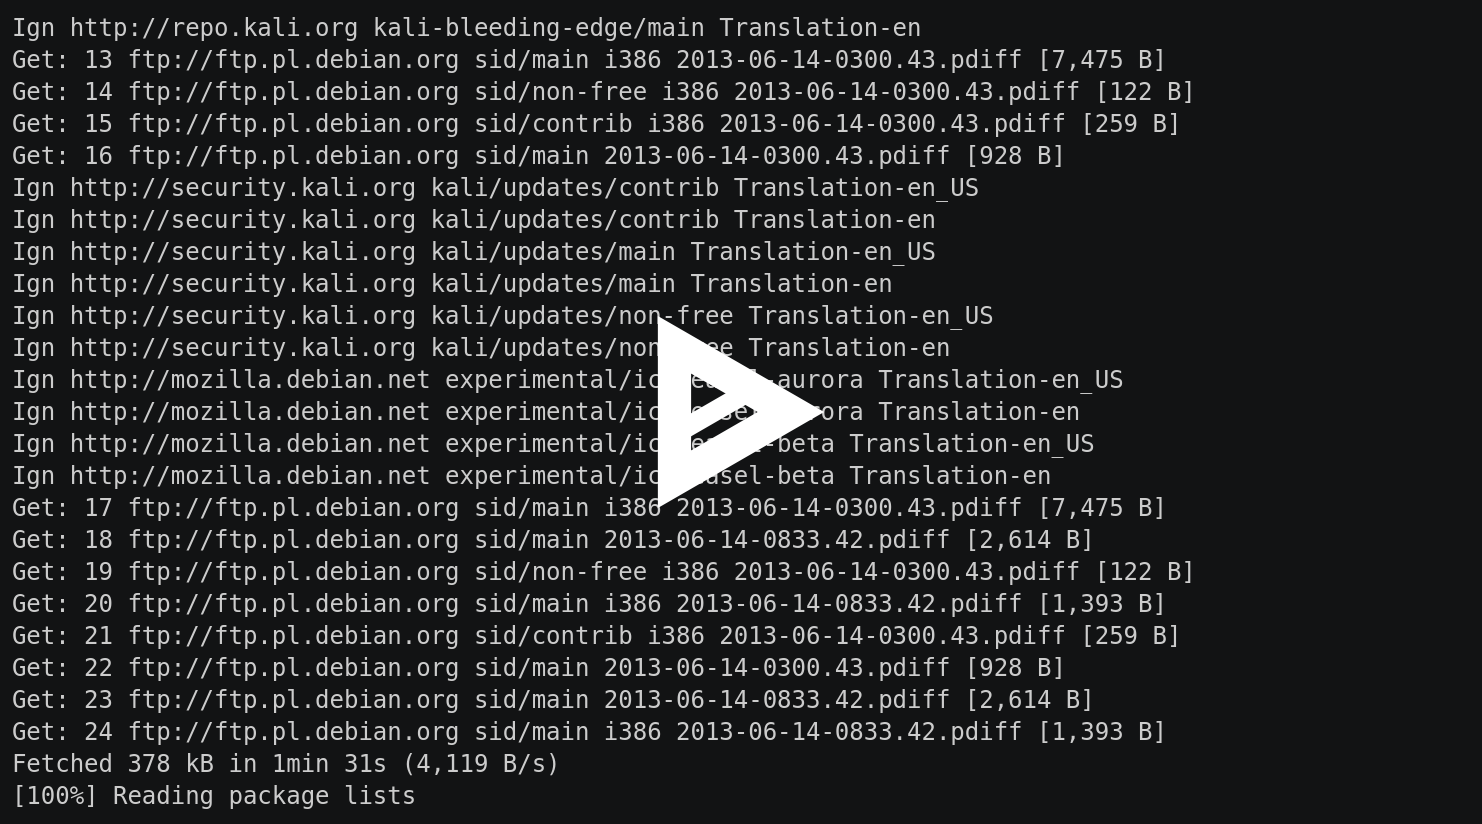 Ign http://repo.kali.org kali-bleeding-edge/main Translation-en
Get: 13 ftp://ftp.pl.debian.org sid/main i386 2013-06-14-0300.43.pdiff [7,475 B]
Get: 14 ftp://ftp.pl.debian.org sid/non-free i386 2013-06-14-0300.43.pdiff [122 B]
Get: 15 ftp://ftp.pl.debian.org sid/contrib i386 2013-06-14-0300.43.pdiff [259 B]
Get: 16 ftp://ftp.pl.debian.org sid/main 2013-06-14-0300.43.pdiff [928 B]
Ign http://security.kali.org kali/updates/contrib Translation-en_US
Ign http://security.kali.org kali/updates/contrib Translation-en
Ign http://security.kali.org kali/updates/main Translation-en_US
Ign http://security.kali.org kali/updates/main Translation-en
Ign http://security.kali.org kali/updates/non-free Translation-en_US
Ign http://security.kali.org kali/updates/non-free Translation-en
Ign http://mozilla.debian.net experimental/iceweasel-aurora Translation-en_US
Ign http://mozilla.debian.net experimental/iceweasel-aurora Translation-en
Ign http://mozilla.debian.net experimental/iceweasel-beta Translation-en_US
Ign http://mozilla.debian.net experimental/iceweasel-beta Translation-en
Get: 17 ftp://ftp.pl.debian.org sid/main i386 2013-06-14-0300.43.pdiff [7,475 B]
Get: 18 ftp://ftp.pl.debian.org sid/main 2013-06-14-0833.42.pdiff [2,614 B]
Get: 19 ftp://ftp.pl.debian.org sid/non-free i386 2013-06-14-0300.43.pdiff [122 B]
Get: 20 ftp://ftp.pl.debian.org sid/main i386 2013-06-14-0833.42.pdiff [1,393 B]
Get: 21 ftp://ftp.pl.debian.org sid/contrib i386 2013-06-14-0300.43.pdiff [259 B]
Get: 22 ftp://ftp.pl.debian.org sid/main 2013-06-14-0300.43.pdiff [928 B]
Get: 23 ftp://ftp.pl.debian.org sid/main 2013-06-14-0833.42.pdiff [2,614 B]
Get: 24 ftp://ftp.pl.debian.org sid/main i386 2013-06-14-0833.42.pdiff [1,393 B]
Fetched 378 kB in 1min 31s (4,119 B/s)
[100%] Reading package lists